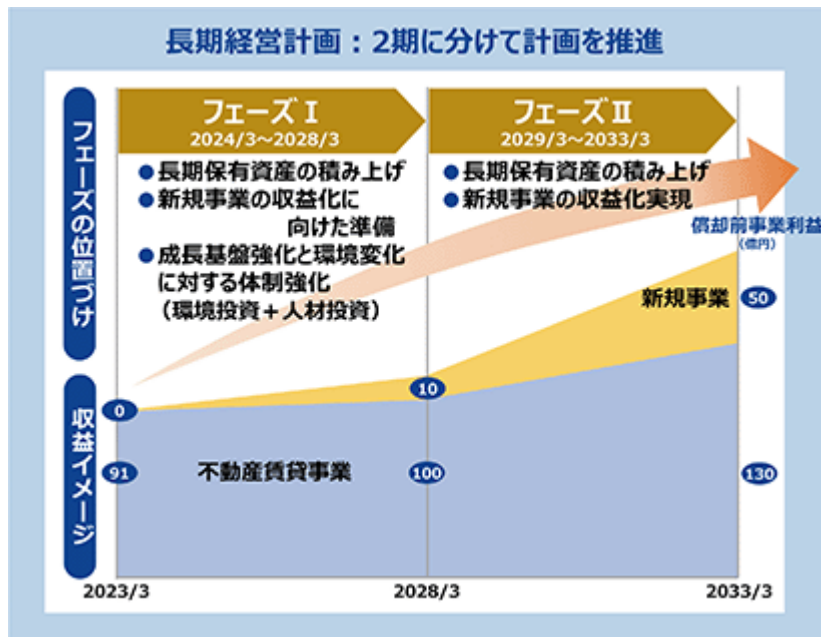 長期経営計画：2期に分けて計画を推進
フェーズの位置づけ
フェーズⅠ
2024/3～2028/3
●長期保有資産の積み上げ
●新規事業の収益化に
向けた準備
●成長基盤強化と環境変化
に対する体制強化
（環境投資＋人材投資）
フェーズⅡ
2029/3～2033/3
●長期保有資産の積み上げ
●新規事業の収益化実現
償却前事業利益
（億円）
収益イメージ
新規事業
0
10
50
不動産賃貸事業
91
100
130
2023/3
2028/3
2033/3